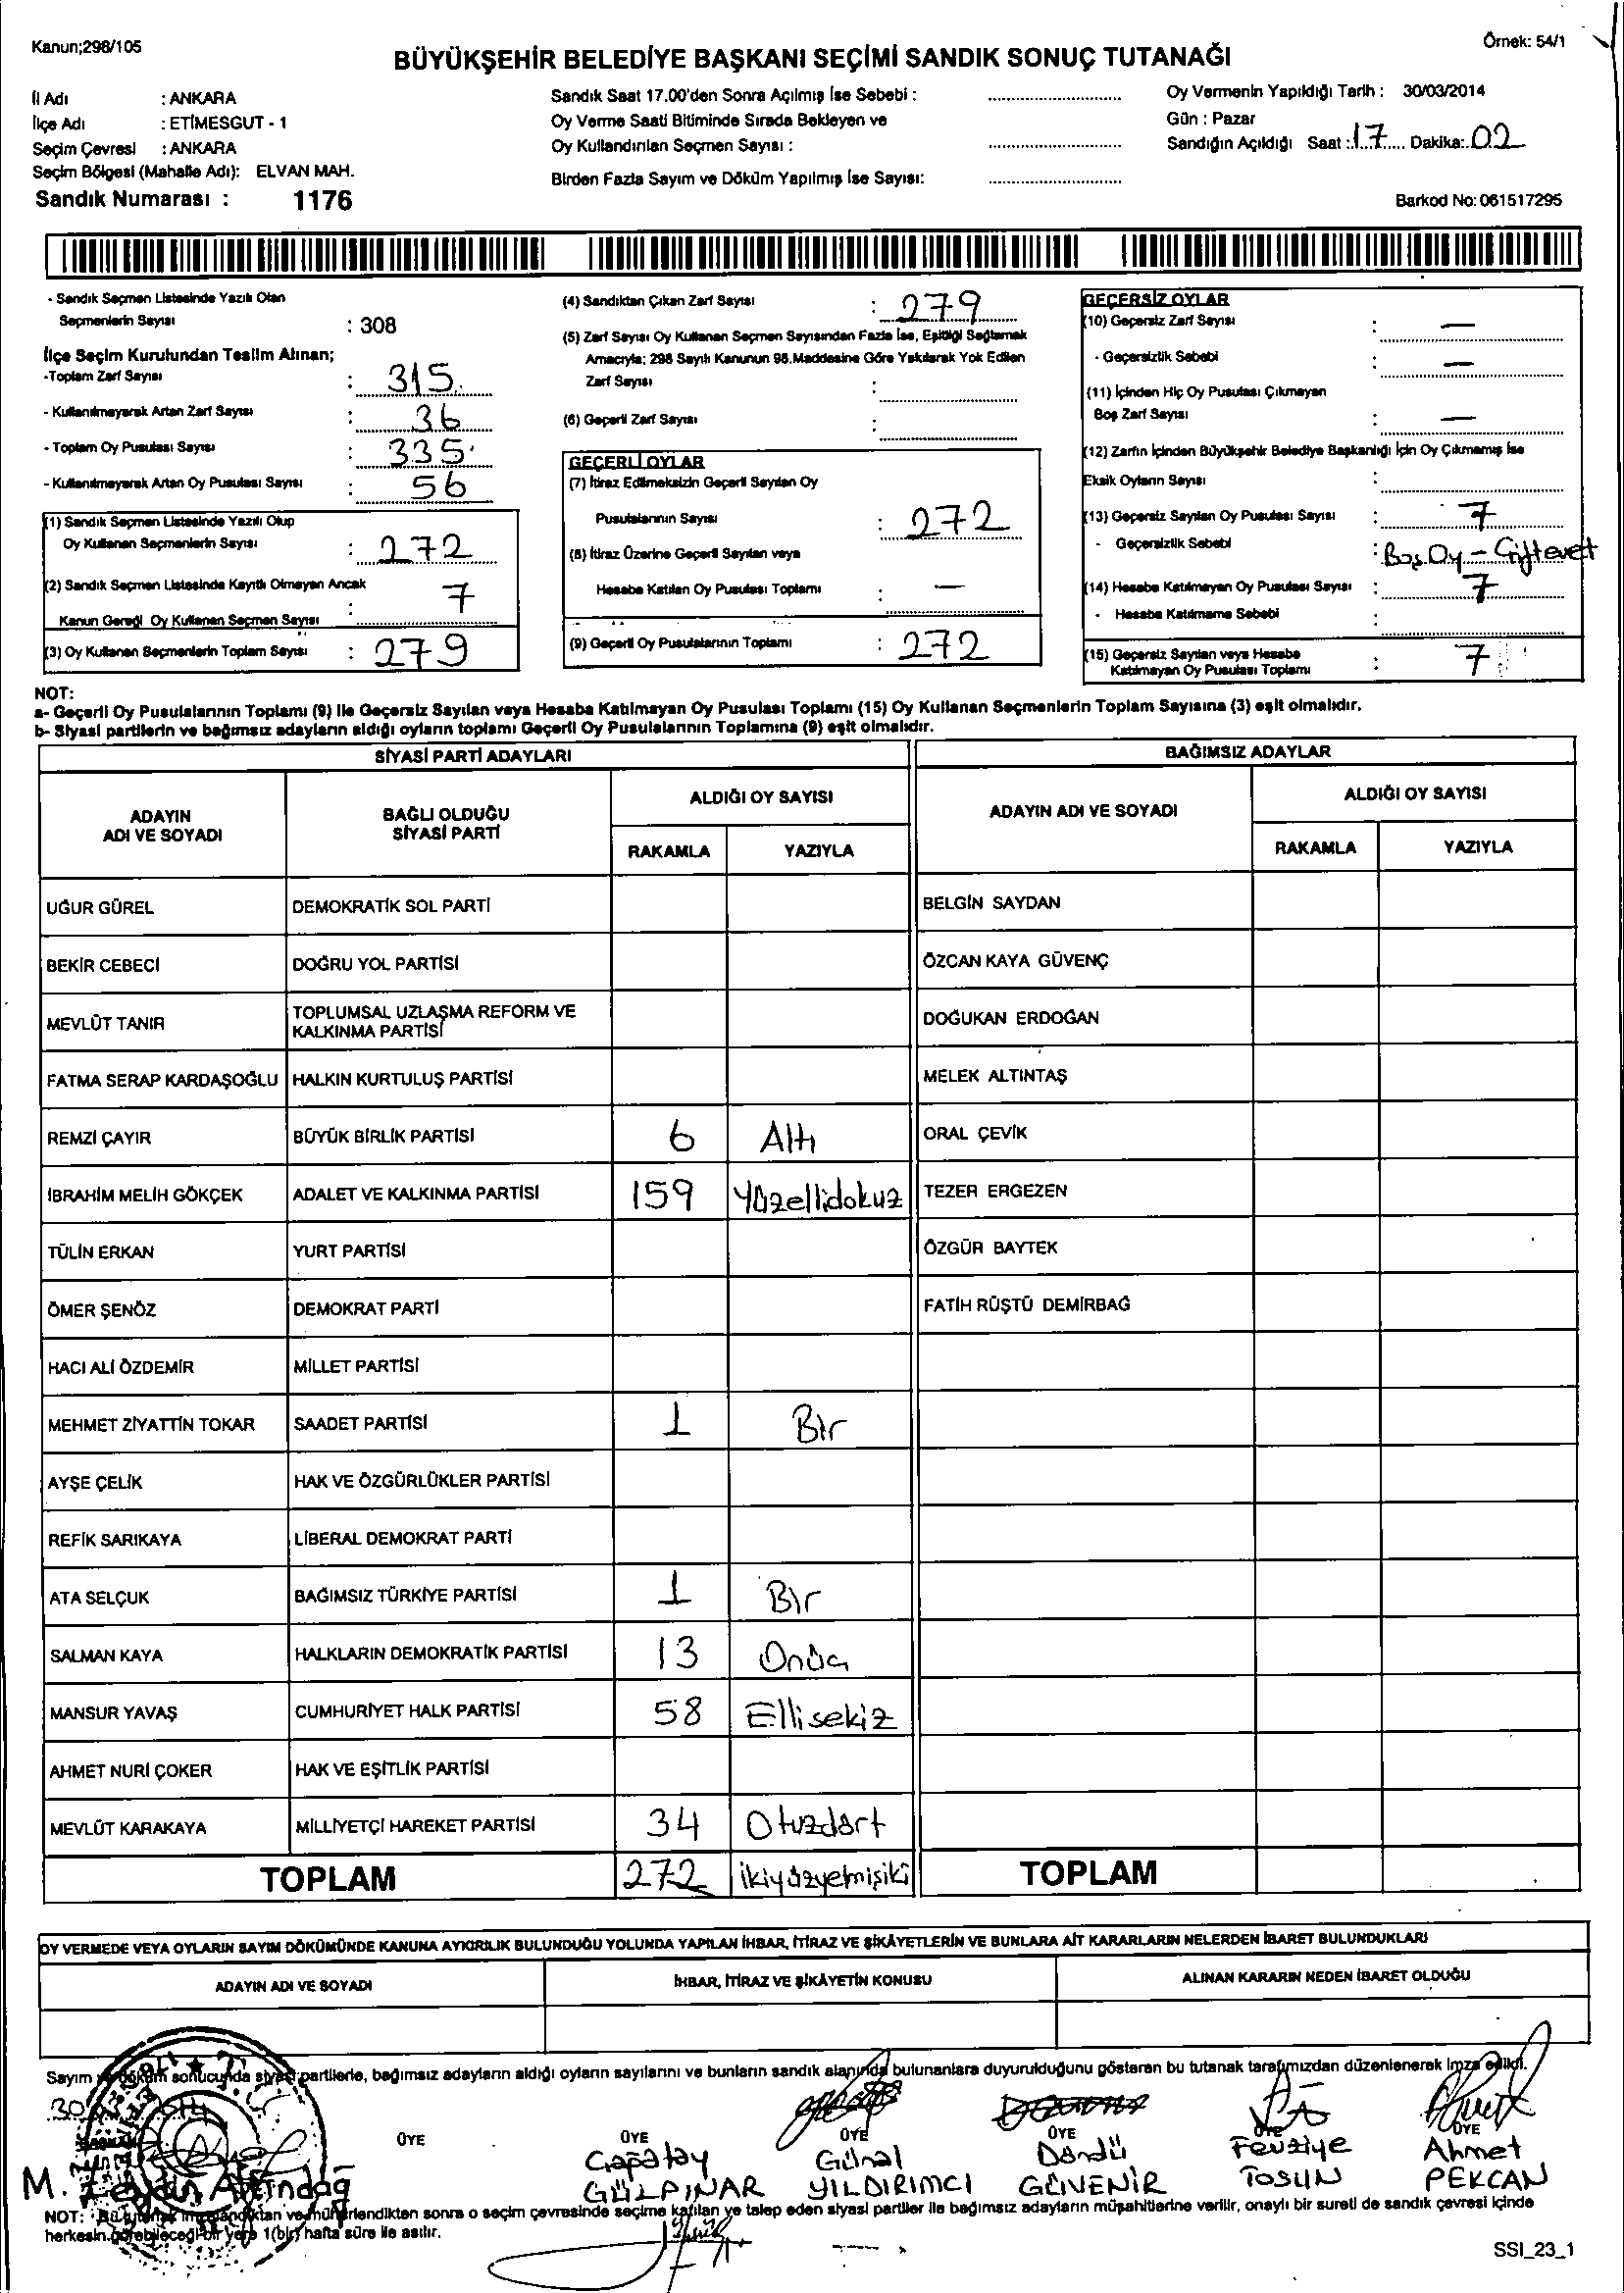 Kanun;298/105
Örnek: 54/1
BÜYÜKŞEHİR BELEDİYE BAŞKANI SEÇİMİ SANDIK SONUÇ TUTANAĞI
İl Adı : ANKARA
İlçe Adı : ETİMESGUT - 1
Seçim Çevresi : ANKARA
Seçim Bölgesi (Mahalle Adı): ELVAN MAH.
Sandık Numarası : 1176
Sandık Saat 17.00'den Sonra Açılmış İse Sebebi :
Oy Verme Saati Bitiminde Sırada Bekleyen ve
Oy Kullandırılan Seçmen Sayısı :
Birden Fazla Sayım ve Döküm Yapılmış İse Sayısı:
Oy Vermenin Yapıldığı Tarih : 30/03/2014
Gün : Pazar
Sandığın Açıldığı Saat : 17 Dakika: 02
Barkod No: 061517295
- Sandık Seçmen Listesinde Yazılı Olan
Seçmenlerin Sayısı : 308
İlçe Seçim Kurulundan Teslim Alınan;
-Toplam Zarf Sayısı : 315
- Kullanılmayarak Artan Zarf Sayısı : 36
- Toplam Oy Pusulası Sayısı : 335
- Kullanılmayarak Artan Oy Pusulası Sayısı : 56
(1) Sandık Seçmen Listesinde Yazılı Olup
Oy Kullanan Seçmenlerin Sayısı : 272
(2) Sandık Seçmen Listesinde Kayıtlı Olmayan Ancak
Kanun Gereği Oy Kullanan Seçmen Sayısı : 7
(3) Oy Kullanan Seçmenlerin Toplam Sayısı : 279
(4) Sandıktan Çıkan Zarf Sayısı : 279
(5) Zarf Sayısı Oy Kullanan Seçmen Sayısından Fazla İse, Eşitliği Sağlamak
Amacıyla; 298 Sayılı Kanunun 98.Maddesine Göre Yakılarak Yok Edilen
Zarf Sayısı :
(6) Geçerli Zarf Sayısı :
GEÇERLİ OYLAR
(7) İtiraz Edilmeksizin Geçerli Sayılan Oy
Pusulalarının Sayısı : 272
(8) İtiraz Üzerine Geçerli Sayılan veya
Hesaba Katılan Oy Pusulası Toplamı : —
(9) Geçerli Oy Pusulalarının Toplamı : 272
GEÇERSİZ OYLAR
(10) Geçersiz Zarf Sayısı : —
- Geçersizlik Sebebi : —
(11) İçinden Hiç Oy Pusulası Çıkmayan
Boş Zarf Sayısı : —
(12) Zarfın İçinden Büyükşehir Belediye Başkanlığı İçin Oy Çıkmamış İse
Eksik Oyların Sayısı :
(13) Geçersiz Sayılan Oy Pusulası Sayısı : 7
- Geçersizlik Sebebi : Boş Oy - Çiftevet
(14) Hesaba Katılmayan Oy Pusulası Sayısı : 7
- Hesaba Katılmama Sebebi :
(15) Geçersiz Sayılan veya Hesaba
Katılmayan Oy Pusulası Toplamı : 7
NOT:
a- Geçerli Oy Pusulalarının Toplamı (9) İle Geçersiz Sayılan veya Hesaba Katılmayan Oy Pusulası Toplamı (15) Oy Kullanan Seçmenlerin Toplam Sayısına (3) eşit olmalıdır.
b- Siyasi partilerin ve bağımsız adayların aldığı oyların toplamı Geçerli Oy Pusulalarının Toplamına (9) eşit olmalıdır.
SİYASİ PARTİ ADAYLARI
ADAYIN ADI VE SOYADI
BAĞLI OLDUĞU SİYASİ PARTİ
ALDIĞI OY SAYISI
RAKAMLA YAZIYLA
UĞUR GÜREL DEMOKRATİK SOL PARTİ
BEKİR CEBECİ DOĞRU YOL PARTİSİ
MEVLÜT TANIR TOPLUMSAL UZLAŞMA REFORM VE
KALKINMA PARTİSİ
FATMA SERAP KARDAŞOĞLU HALKIN KURTULUŞ PARTİSİ
REMZİ ÇAYIR BÜYÜK BİRLİK PARTİSİ 6 Altı
İBRAHİM MELİH GÖKÇEK ADALET VE KALKINMA PARTİSİ 159 Yüzellidokuz
TÜLİN ERKAN YURT PARTİSİ
ÖMER ŞENÖZ DEMOKRAT PARTİ
HACI ALİ ÖZDEMİR MİLLET PARTİSİ
MEHMET ZİYATTİN TOKAR SAADET PARTİSİ 1 Bir
AYŞE ÇELİK HAK VE ÖZGÜRLÜKLER PARTİSİ
REFİK SARIKAYA LİBERAL DEMOKRAT PARTİ
ATA SELÇUK BAĞIMSIZ TÜRKİYE PARTİSİ 1 Bir
SALMAN KAYA HALKLARIN DEMOKRATİK PARTİSİ 13 Onüç
MANSUR YAVAŞ CUMHURİYET HALK PARTİSİ 58 Ellisekiz
AHMET NURİ ÇOKER HAK VE EŞİTLİK PARTİSİ
MEVLÜT KARAKAYA MİLLİYETÇİ HAREKET PARTİSİ 34 Otuzdört
TOPLAM 272 ikiyüzyetmişiki
BAĞIMSIZ ADAYLAR
ADAYIN ADI VE SOYADI
ALDIĞI OY SAYISI
RAKAMLA YAZIYLA
BELGİN SAYDAN
ÖZCAN KAYA GÜVENÇ
DOĞUKAN ERDOĞAN
MELEK ALTINTAŞ
ORAL ÇEVİK
TEZER ERGEZEN
ÖZGÜR BAYTEK
FATİH RÜŞTÜ DEMİRBAĞ
TOPLAM
OY VERMEDE VEYA OYLARIN SAYIM DÖKÜMÜNDE KANUNA AYKIRILIK BULUNDUĞU YOLUNDA YAPILAN İHBAR, İTİRAZ VE ŞİKÂYETLERİN VE BUNLARA AİT KARARLARIN NELERDEN İBARET BULUNDUKLARI
ADAYIN ADI VE SOYADI
İHBAR, İTİRAZ VE ŞİKÂYETİN KONUSU
ALINAN KARARIN NEDEN İBARET OLDUĞU
Sayım ve döküm sonucunda siyasi partilerle, bağımsız adayların aldığı oyların sayılarını ve bunların sandık alanında bulunanlara duyurulduğunu gösteren bu tutanak tarafımızdan düzenlenerek imza edildi.
ÜYE ÜYE ÜYE ÜYE ÜYE ÜYE
Günal Döndü Fevziye Ahmet
GÜLPINAR YILDIRIMCI GÜVENİR TOSUN PEKCAN
NOT: Bu tutanak imzalandıktan ve mühürlendikten sonra o seçim çevresinde seçime katılan ve talep eden siyasi partiler ile bağımsız adayların müşahitlerine verilir, onaylı bir sureti de sandık çevresi içinde
herkesin görebileceği bir yere 1(bir) hafta süre ile asılır.
SSI_23_1